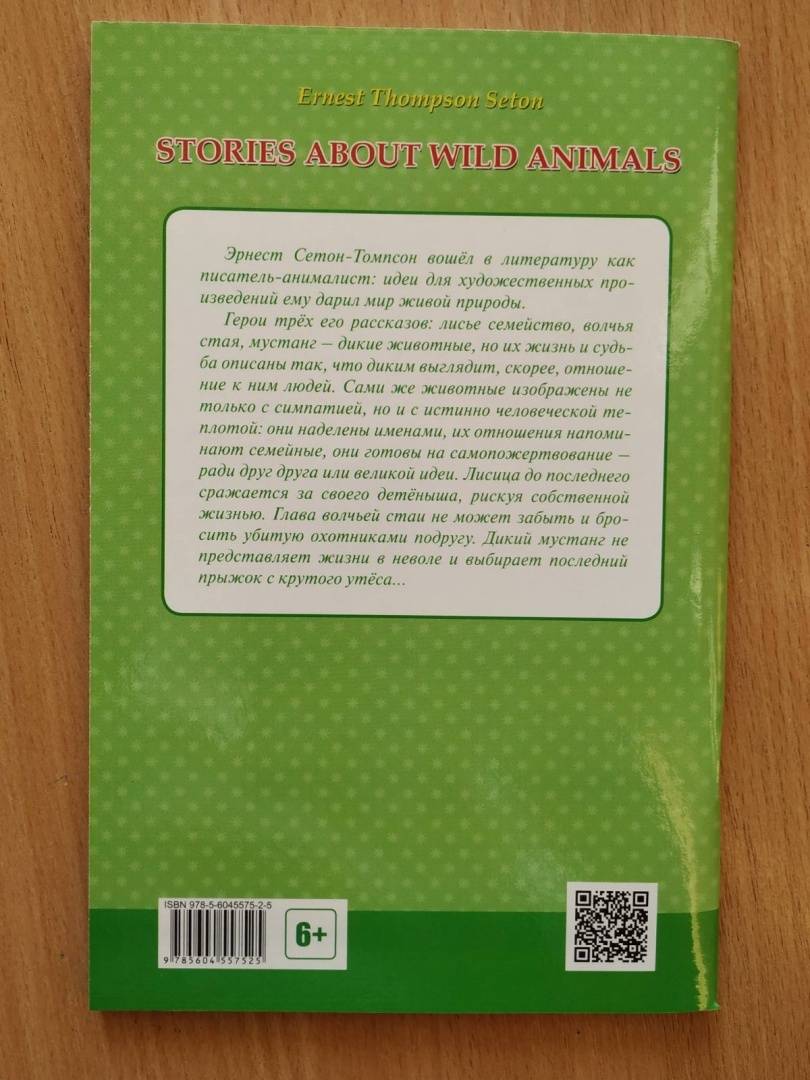 Ernest Thompson Seton
STORIES ABOUT WILD ANIMALS
Эрнест Сетон-Томпсон вошёл в литературу как
писатель-анималист: идеи для художественных про-
изведений ему дарил мир живой природы.
Герои трёх его рассказов: лисье семейство, волчья
стая, мустанг — дикие животные, но их жизнь и судь-
ба описаны так, что диким выглядит, скорее, отноше-
ние к ним людей. Сами же животные изображены не
только с симпатией, но и с истинно человеческой те-
плотой: они наделены именами, их отношения напоми-
нают семейные, они готовы на самопожертвование —
ради друг друга или великой идеи. Лисица до последнего
сражается за своего детёныша, рискуя собственной
жизнью. Глава волчьей стаи не может забыть и бро-
сить убитую охотниками подругу. Дикий мустанг не
представляет жизни в неволе и выбирает последний
прыжок с крутого утёса...
ISBN 978-5-6045575-2-5
6+
9 785604 557525